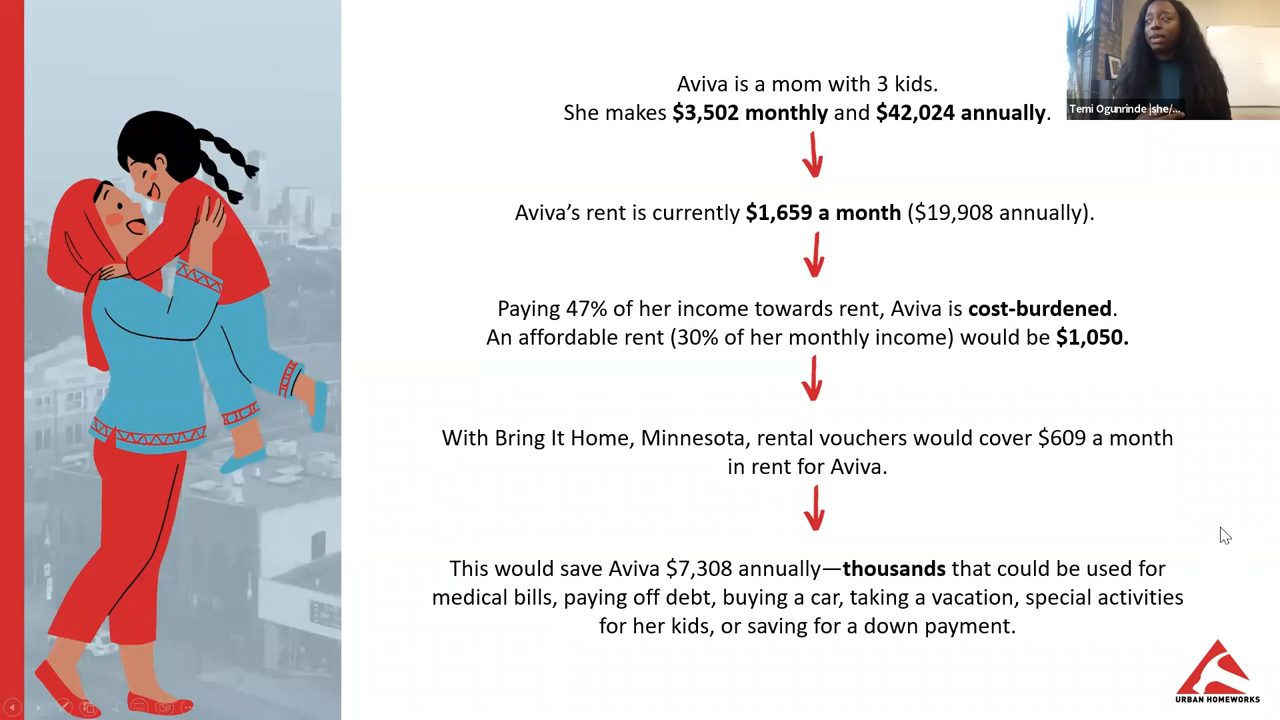 Aviva is a mom with 3 kids.
She makes $3,502 monthly and $42,024 annually.
Temi Ogunrinde |she/...
Aviva’s rent is currently $1,659 a month ($19,908 annually).
Paying 47% of her income towards rent, Aviva is cost-burdened.
An affordable rent (30% of her monthly income) would be $1,050.
With Bring It Home, Minnesota, rental vouchers would cover $609 a month
in rent for Aviva.
This would save Aviva $7,308 annually—thousands that could be used for
medical bills, paying off debt, buying a car, taking a vacation, special activities
for her kids, or saving for a down payment.
URBAN HOMEWORKS